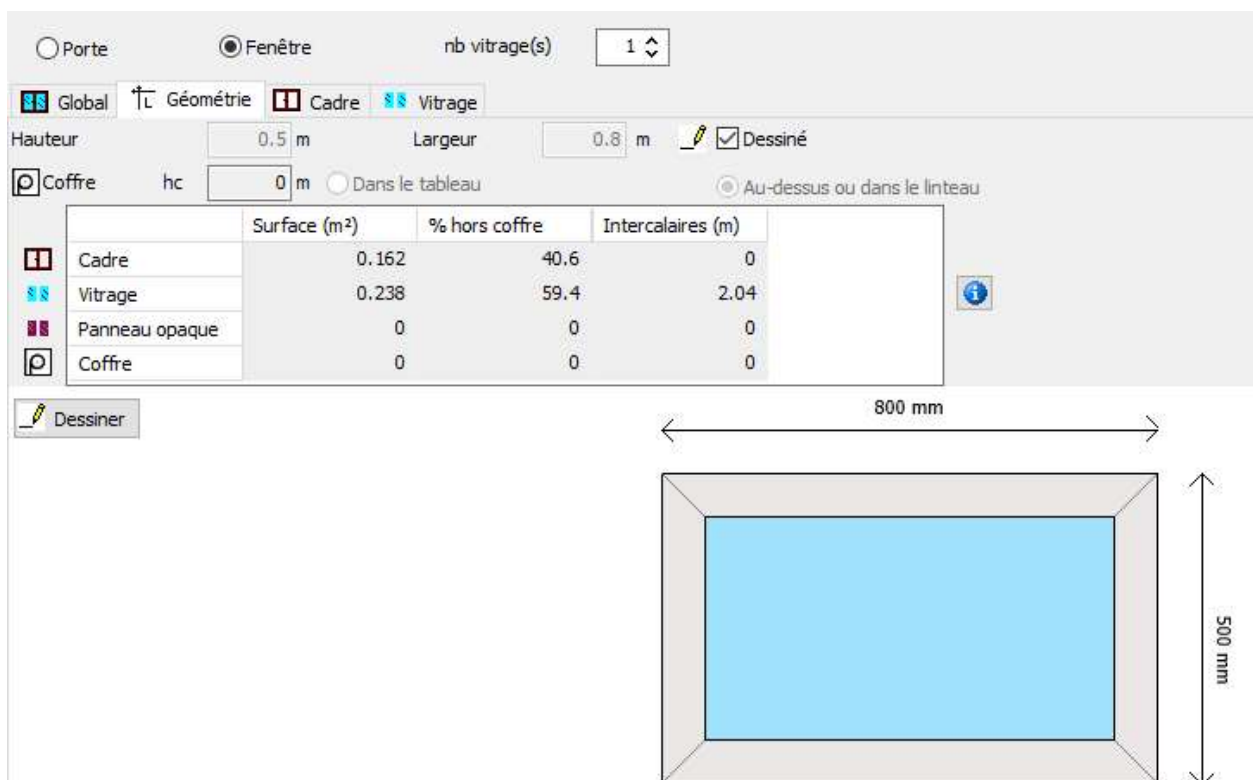 Porte Fenêtre nb vitrage(s) 1
Global Géométrie Cadre Vitrage
Hauteur 0.5 m Largeur 0.8 m Dessiné
Coffre hc 0 m Dans le tableau Au-dessus ou dans le linteau
Surface (m²) % hors coffre Intercalaires (m)
Cadre 0.162 40.6 0
Vitrage 0.238 59.4 2.04
Panneau opaque 0 0 0
Coffre 0 0 0
Dessiner
800 mm
500 mm